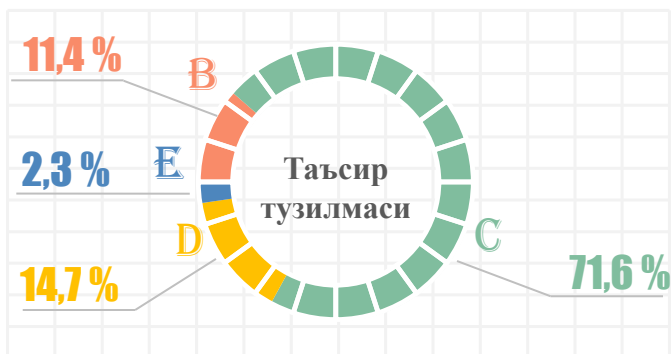 11,4 %
B
2,3 %
E
Таъсир
тузилмаси
D
C
14,7 %
71,6 %